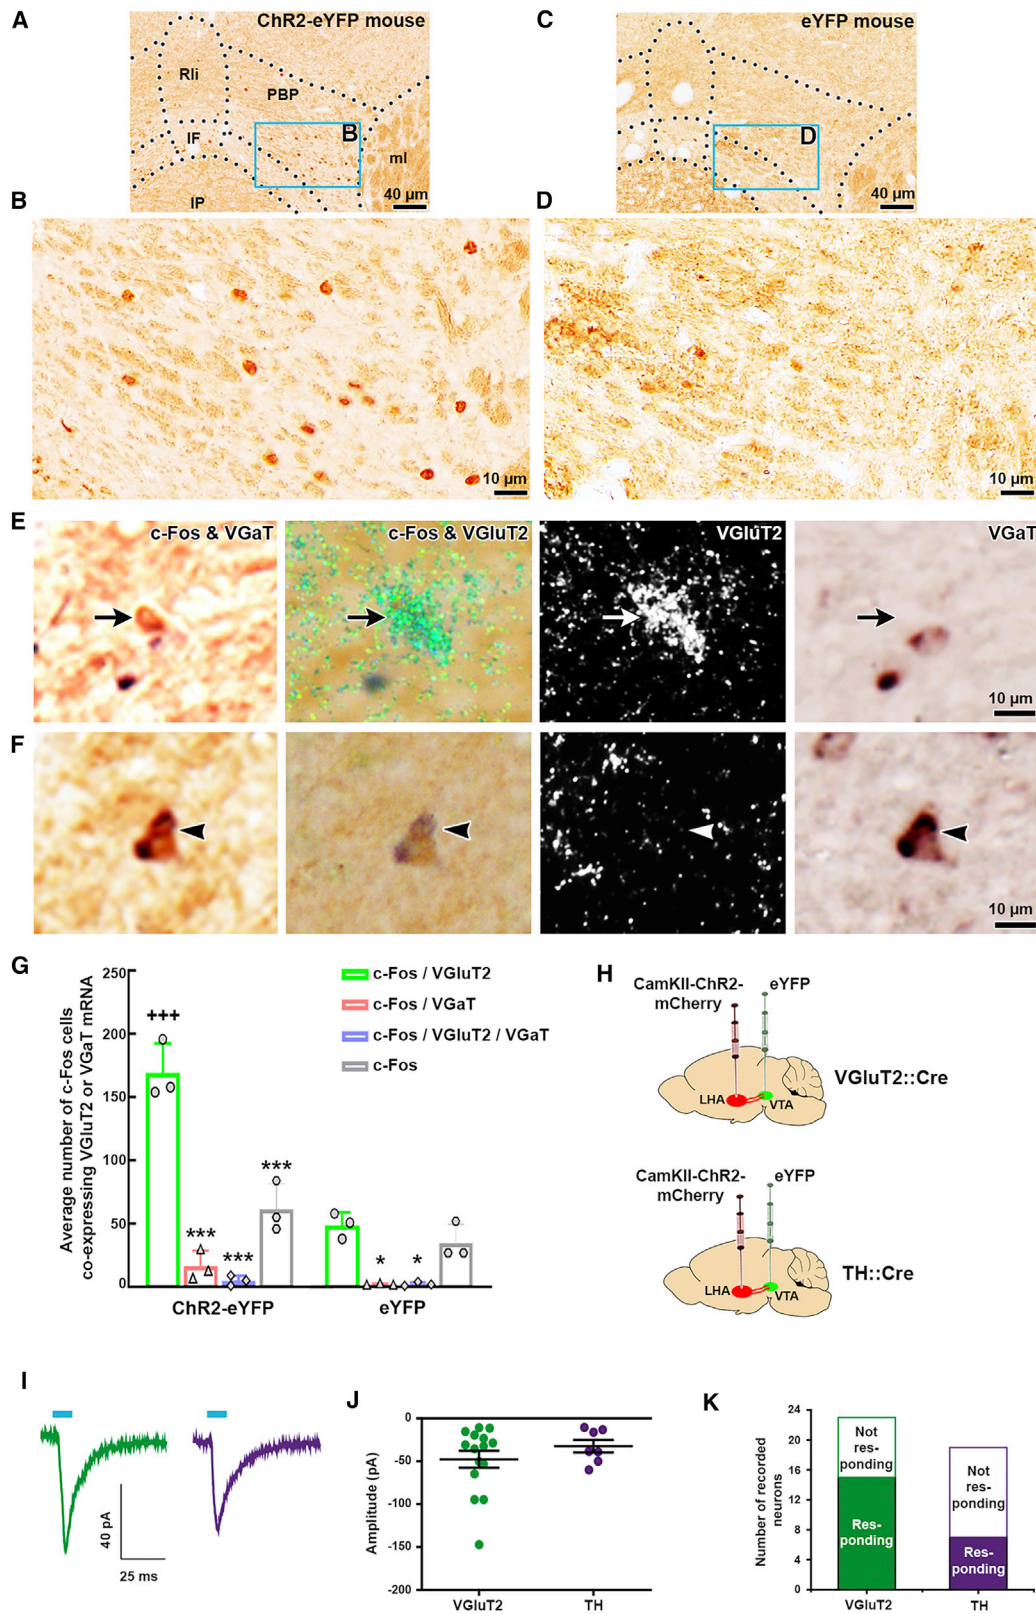 A
ChR2-eYFP mouse
Rli
PBP
IF
B
ml
IP
40 µm
C
eYFP mouse
D
40 µm
B
10 µm
D
10 µm
E
c-Fos & VGaT
c-Fos & VGluT2
VGluT2
VGaT
10 µm
F
10 µm
G
Average number of c-Fos cells
co-expressing VGluT2 or VGaT mRNA
250
200
150
100
50
0
+++
***
***
***
*
*
c-Fos / VGluT2
c-Fos / VGaT
c-Fos / VGluT2 / VGaT
c-Fos
ChR2-eYFP
eYFP
H
CamKII-ChR2-
mCherry
eYFP
LHA
VTA
VGluT2::Cre
CamKII-ChR2-
mCherry
eYFP
LHA
VTA
TH::Cre
I
40 pA
25 ms
J
Amplitude (pA)
0
-50
-100
-150
-200
VGluT2
TH
K
Number of recorded
neurons
24
20
16
12
8
4
0
Not
res-
ponding
Res-
ponding
Not
res-
ponding
Res-
ponding
VGluT2
TH